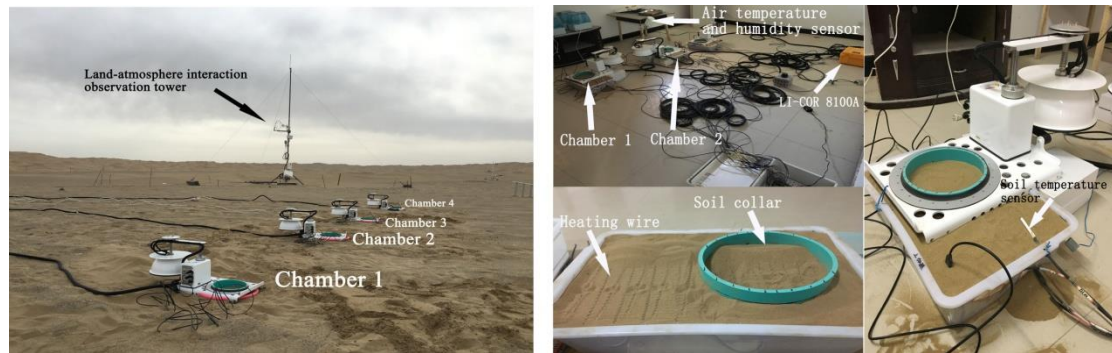 Land-atmosphere interaction
observation tower
Chamber 4
Chamber 3
Chamber 2
Chamber 1
Air temperature
and humidity sensor
LI-COR 8100A
Chamber 1
Chamber 2
Heating wire
Soil collar
Soil temperature
sensor